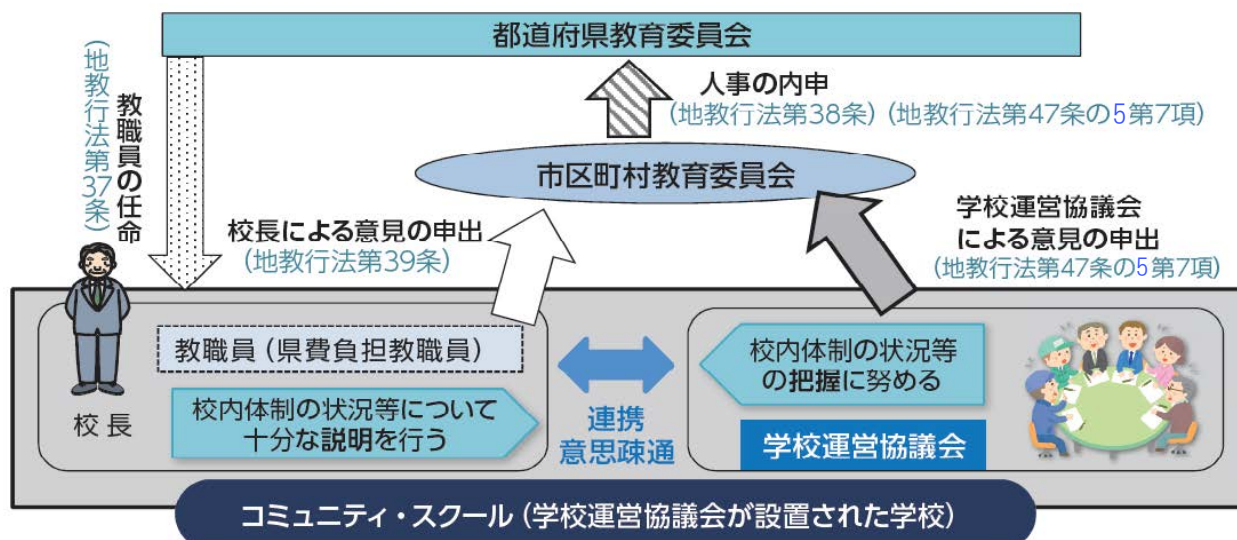 都道府県教育委員会
教職員の任命
(地教行法第37条)
人事の内申
(地教行法第38条) (地教行法第47条の5第7項)
市区町村教育委員会
校長による意見の申出
(地教行法第39条)
学校運営協議会
による意見の申出
(地教行法第47条の5第7項)
校長
教職員(県費負担教職員)
校内体制の状況等について
十分な説明を行う
連携
意思疎通
校内体制の状況等
の把握に努める
学校運営協議会
コミュニティ・スクール(学校運営協議会が設置された学校)